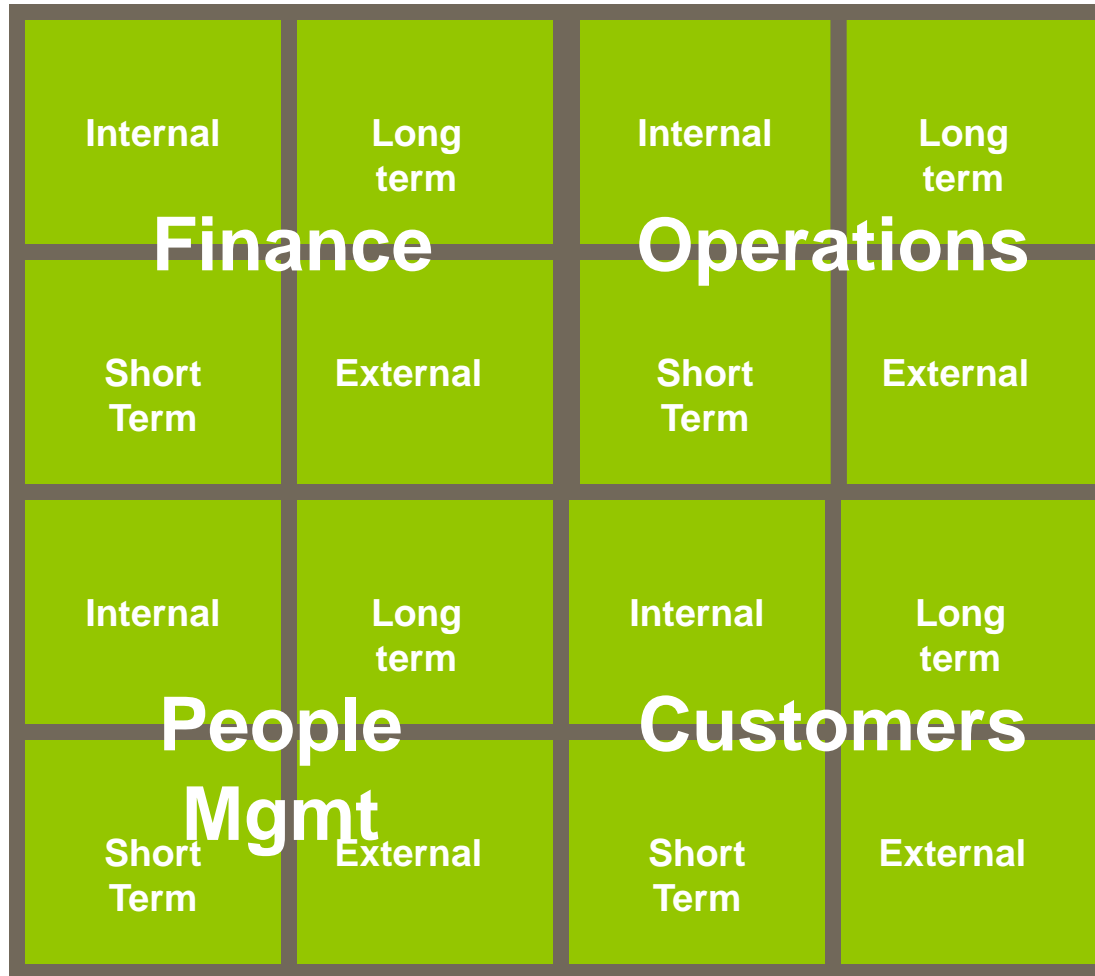 Internal
Long
term
Internal
Long
term
Finance
Operations
Short
Term
External
Short
Term
External
Internal
Long
term
Internal
Long
term
People
Mgmt
Customers
Short
Term
External
Short
Term
External